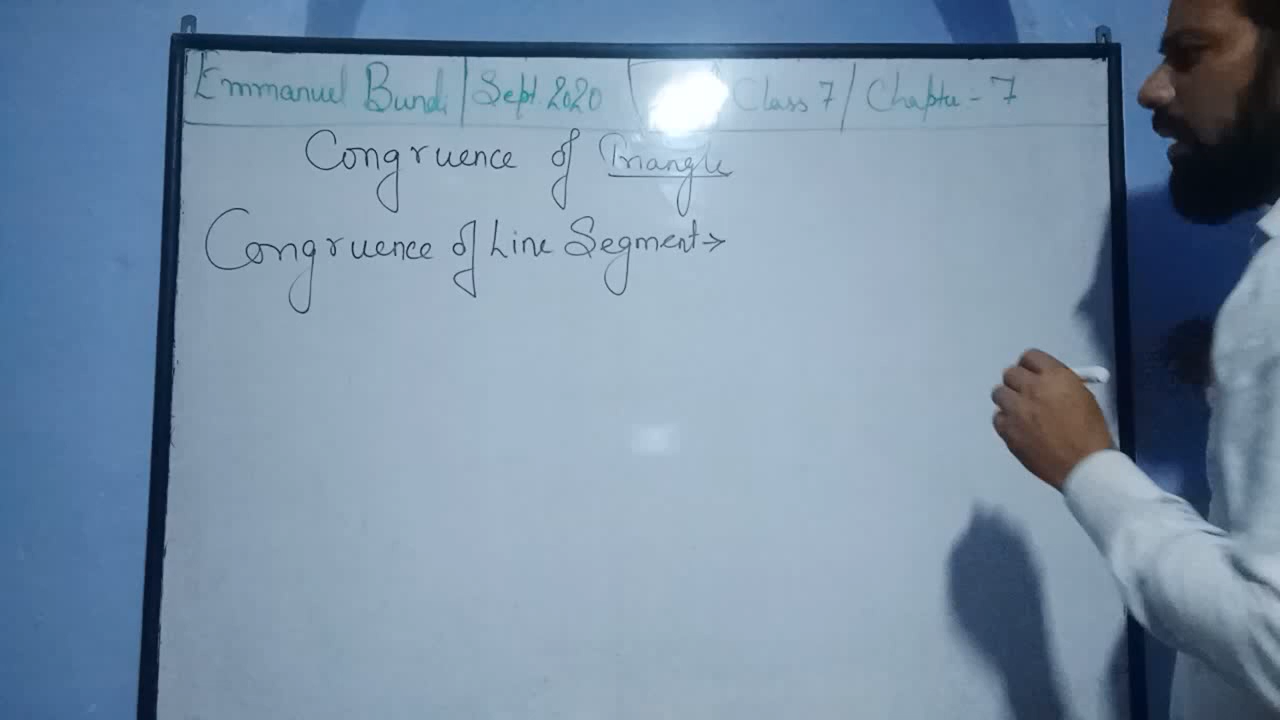 Emmanuel Bundi Sept. 2020 Class 7 / Chapter - 7
Congruence of Triangle
Congruence of Line Segment →